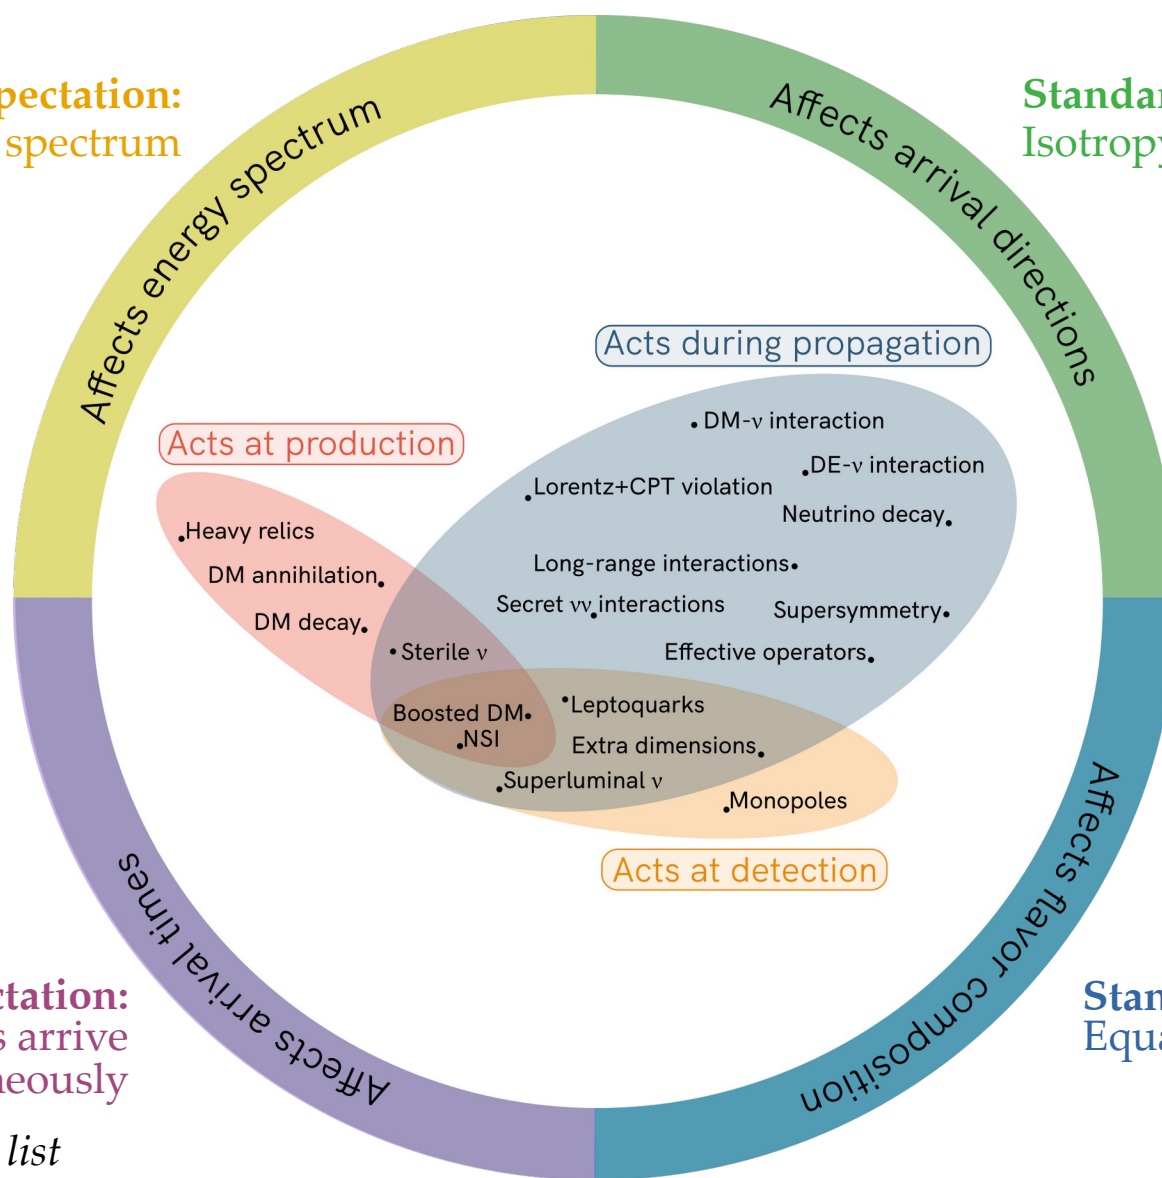 pectation:
spectrum
Standar
Isotropy
Affects energy spectrum
Affects arrival directions
Acts during propagation
DM-ν interaction
DE-ν interaction
Lorentz+CPT violation
Neutrino decay
Acts at production
Heavy relics
DM annihilation
DM decay
Long-range interactions
Secret νν interactions
Supersymmetry
Sterile ν
Effective operators
Boosted DM
Leptoquarks
NSI
Extra dimensions
Superluminal ν
Monopoles
Acts at detection
Affects arrival times
Affects flavor composition
ctation:
s arrive
neously
list
Stan
Equa